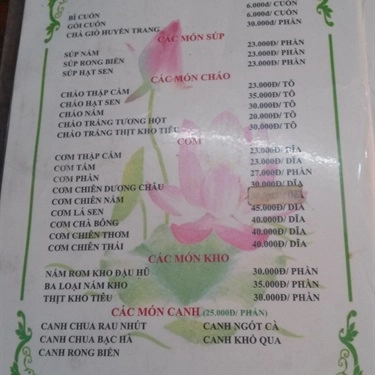 6.000đ/ CUỐN
BÌ CUỐN 6.000đ/ CUỐN
GỎI CUỐN 30.000đ/ PHẦN
CHẢ GIÒ HUYỀN TRANG
CÁC MÓN SÚP
SÚP NẤM 23.000Đ/ PHẦN
SÚP RONG BIỂN 23.000Đ/ PHẦN
SÚP HẠT SEN 23.000Đ/ PHẦN
CÁC MÓN CHÁO
CHÁO THẬP CẨM 23.000Đ/ TÔ
CHÁO HẠT SEN 35.000Đ/ TÔ
CHÁO NẤM 30.000Đ/ TÔ
CHÁO TRẮNG TƯƠNG HỘT 20.000Đ/ TÔ
CHÁO TRẮNG THỊT KHO TIÊU 30.000Đ/ TÔ
CƠM
CƠM THẬP CẨM 23.000Đ/ DĨA
CƠM TẤM 23.000Đ/ DĨA
CƠM PHẦN 27.000Đ/ PHẦN
CƠM CHIÊN DƯƠNG CHÂU 30.000Đ/ DĨA
CƠM CHIÊN NẤM DĨA
CƠM LÁ SEN 45.000Đ/ DĨA
CƠM CHÀ BÔNG 40.000Đ/ DĨA
CƠM CHIÊN THƠM 40.000Đ/ DĨA
CƠM CHIÊN THÁI 40.000Đ/ DĨA
CÁC MÓN KHO
NẤM RƠM KHO ĐẬU HŨ 30.000Đ/ PHẦN
BA LOẠI NẤM KHO 35.000Đ/ PHẦN
THỊT KHO TIÊU 30.000Đ/ PHẦN
CÁC MÓN CANH (25.000Đ/ PHẦN)
CANH CHUA RAU NHÚT CANH NGÓT CÀ
CANH CHUA BẠC HÀ CANH KHỔ QUA
CANH RONG BIỂN